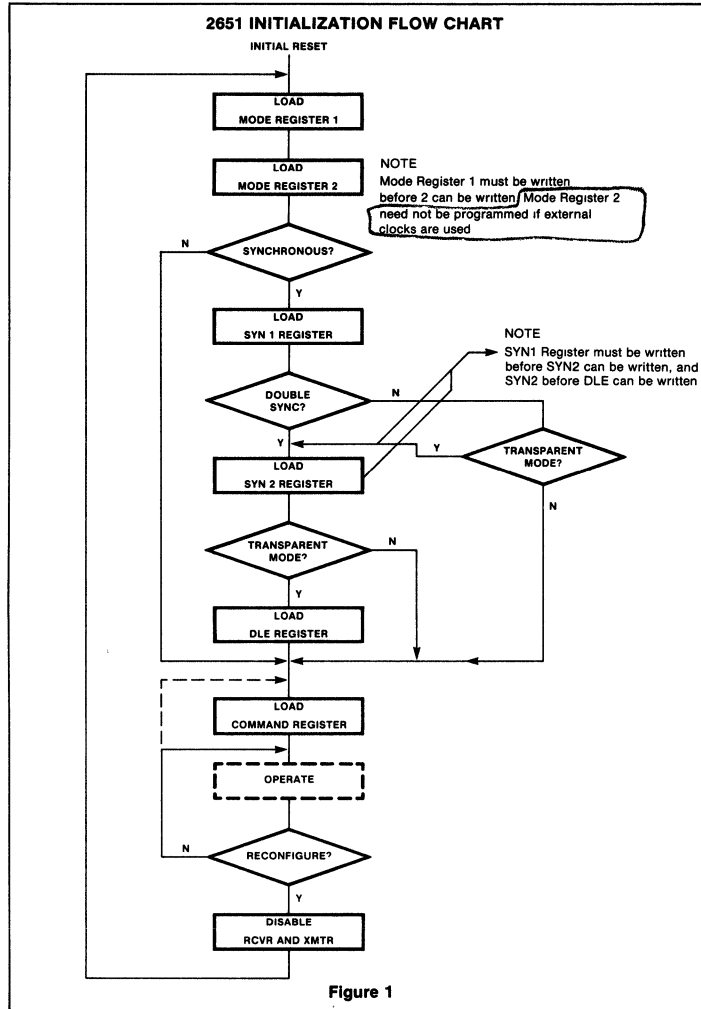 2651 INITIALIZATION FLOW CHART
INITIAL RESET
LOAD
MODE REGISTER 1
LOAD
MODE REGISTER 2
NOTE
Mode Register 1 must be written
before 2 can be written Mode Register 2
need not be programmed if external
clocks are used
N
SYNCHRONOUS?
Y
LOAD
SYN 1 REGISTER
NOTE
SYN1 Register must be written
before SYN2 can be written, and
SYN2 before DLE can be written
DOUBLE
SYNC?
N
Y
Y
TRANSPARENT
MODE?
LOAD
SYN 2 REGISTER
N
TRANSPARENT
MODE?
N
Y
LOAD
DLE REGISTER
LOAD
COMMAND REGISTER
OPERATE
N
RECONFIGURE?
Y
DISABLE
RCVR AND XMTR
Figure 1